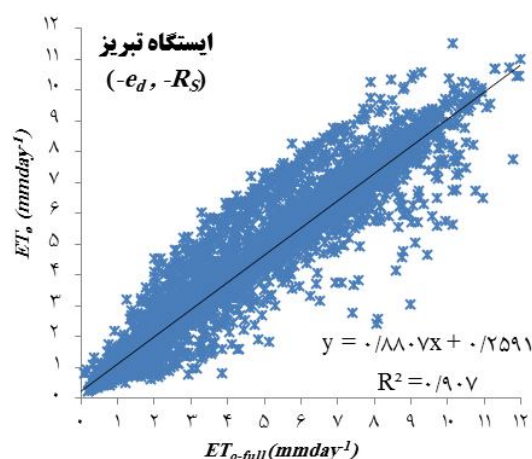 ایستگاه تبریز
(-e_d , -R_S)
۱۲
۱۱
۱۰
۹
۸
۷
۶
۵
۴
۳
۲
۱
۰
ET_o (mmday⁻¹)
y = ۰/۸۸۰۷x + ۰/۲۵۹۱
R² = ۰/۹۰۷
۰ ۱ ۲ ۳ ۴ ۵ ۶ ۷ ۸ ۹ ۱۰ ۱۱ ۱۲
ET_o-full (mmday⁻¹)